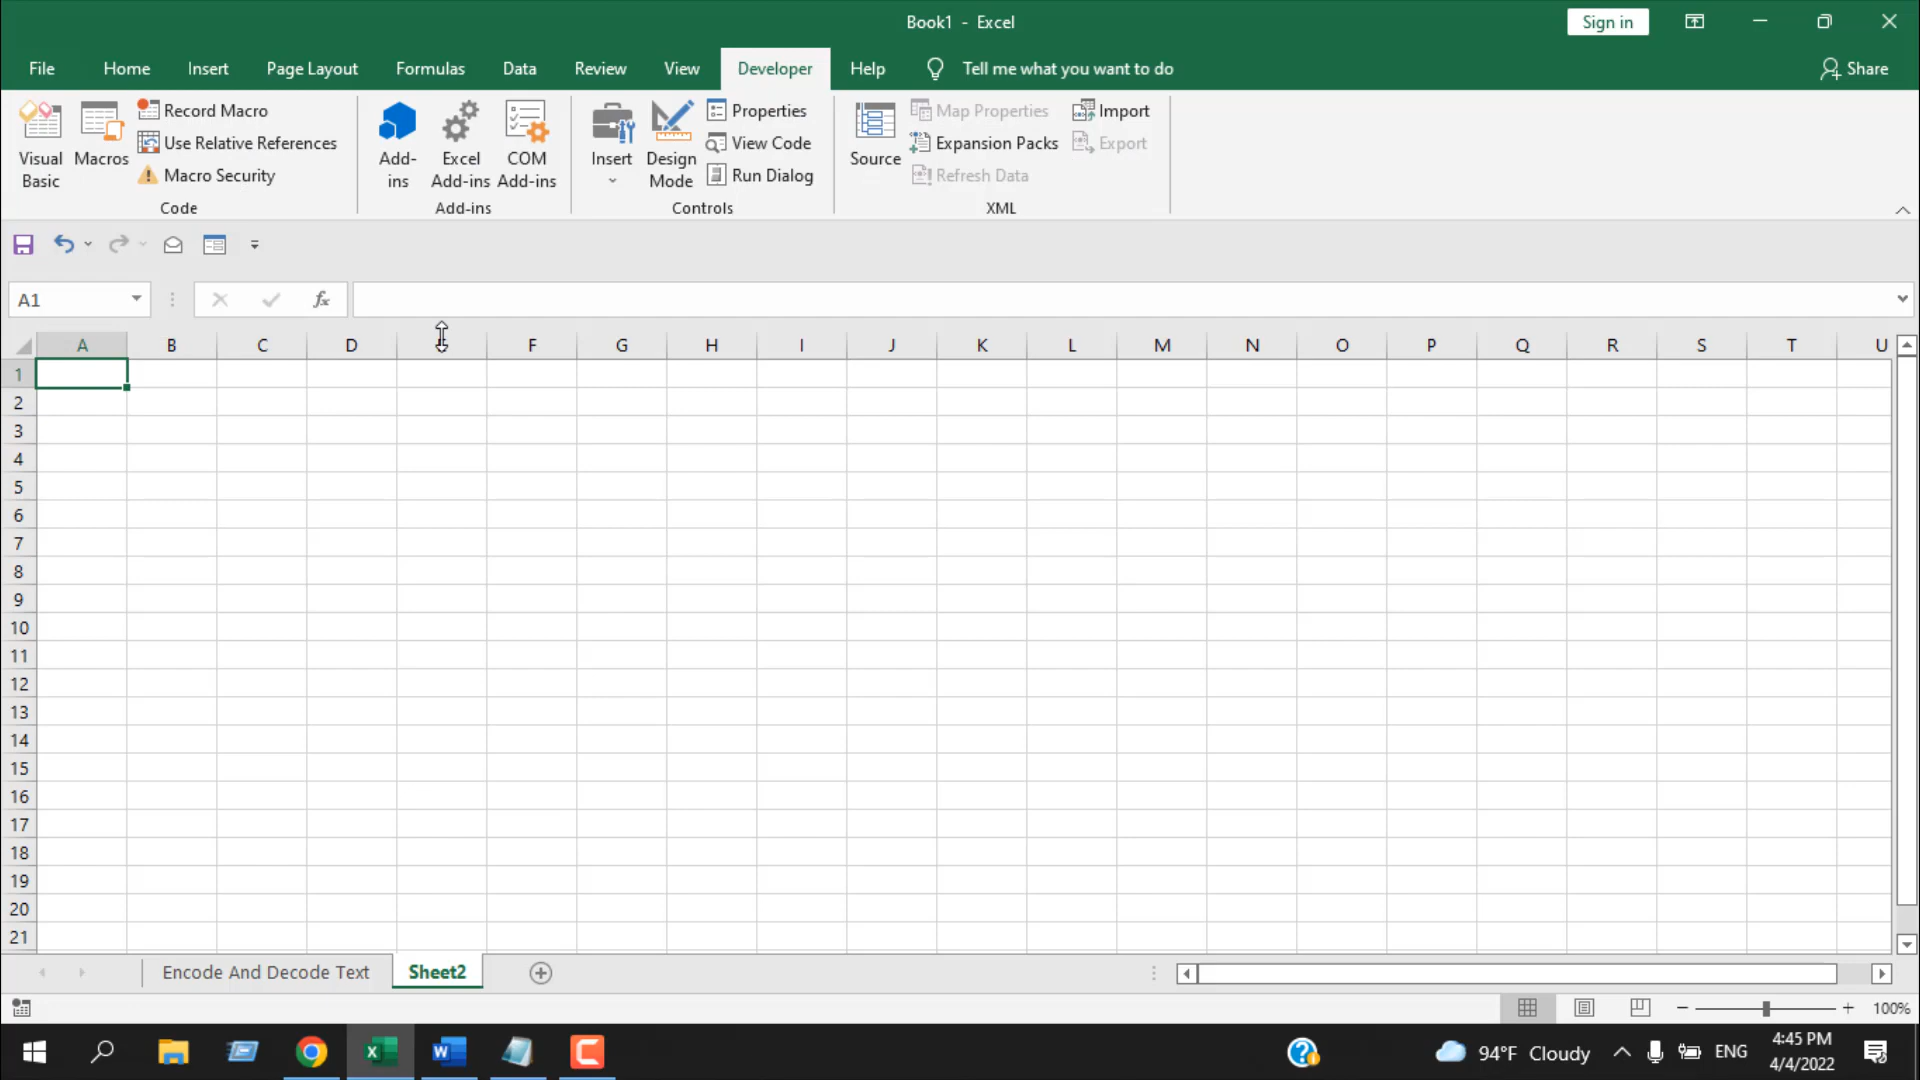 Book1 - Excel
Sign in
File Home Insert Page Layout Formulas Data Review View Developer Help Tell me what you want to do Share
Visual Basic
Macros
Record Macro
Use Relative References
Macro Security
Code
Add-ins
Excel Add-ins
COM Add-ins
Add-ins
Insert
Design Mode
Properties
View Code
Run Dialog
Controls
Source
Map Properties
Expansion Packs
Refresh Data
Import
Export
XML
A1
fx
A B C D F G H I J K L M N O P Q R S T U
1
2
3
4
5
6
7
8
9
10
11
12
13
14
15
16
17
18
19
20
21
Encode And Decode Text Sheet2
100%
94°F Cloudy ENG
4:45 PM
4/4/2022